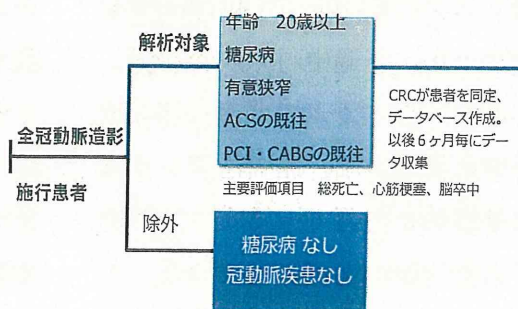 解析対象
年齢 20歳以上
糖尿病
有意狭窄
ACSの既往
PCI・CABGの既往
CRCが患者を同定、
データベース作成。
以後６ヶ月毎にデー
タ収集
全冠動脈造影
施行患者
主要評価項目 総死亡、心筋梗塞、脳卒中
除外
糖尿病 なし
冠動脈疾患なし